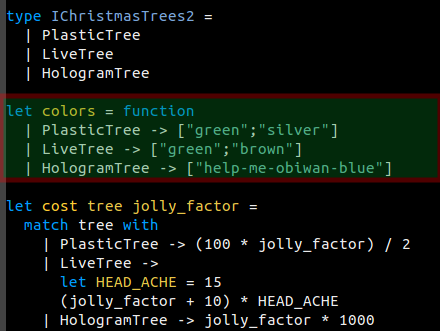 type IChristmasTrees2 =
  | PlasticTree
  | LiveTree
  | HologramTree
let colors = function
  | PlasticTree -> ["green";"silver"]
  | LiveTree -> ["green";"brown"]
  | HologramTree -> ["help-me-obiwan-blue"]
let cost tree jolly_factor =
  match tree with
    | PlasticTree -> (100 * jolly_factor) / 2
    | LiveTree ->
      let HEAD_ACHE = 15
      (jolly_factor + 10) * HEAD_ACHE
    | HologramTree -> jolly_factor * 1000